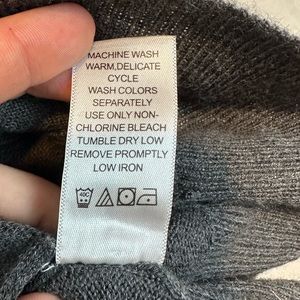 MACHINE WASH
WARM,DELICATE
CYCLE
WASH COLORS
SEPARATELY
USE ONLY NON-
CHLORINE BLEACH
TUMBLE DRY LOW
REMOVE PROMPTLY
LOW IRON
40C